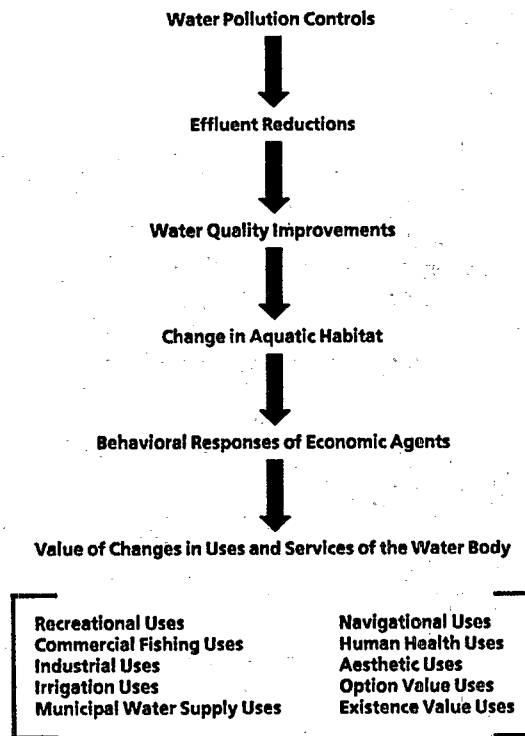 Water Pollution Controls
Effluent Reductions
Water Quality Improvements
Change in Aquatic Habitat
Behavioral Responses of Economic Agents
Value of Changes in Uses and Services of the Water Body
Recreational Uses
Commercial Fishing Uses
Industrial Uses
Irrigation Uses
Municipal Water Supply Uses
Navigational Uses
Human Health Uses
Aesthetic Uses
Option Value Uses
Existence Value Uses